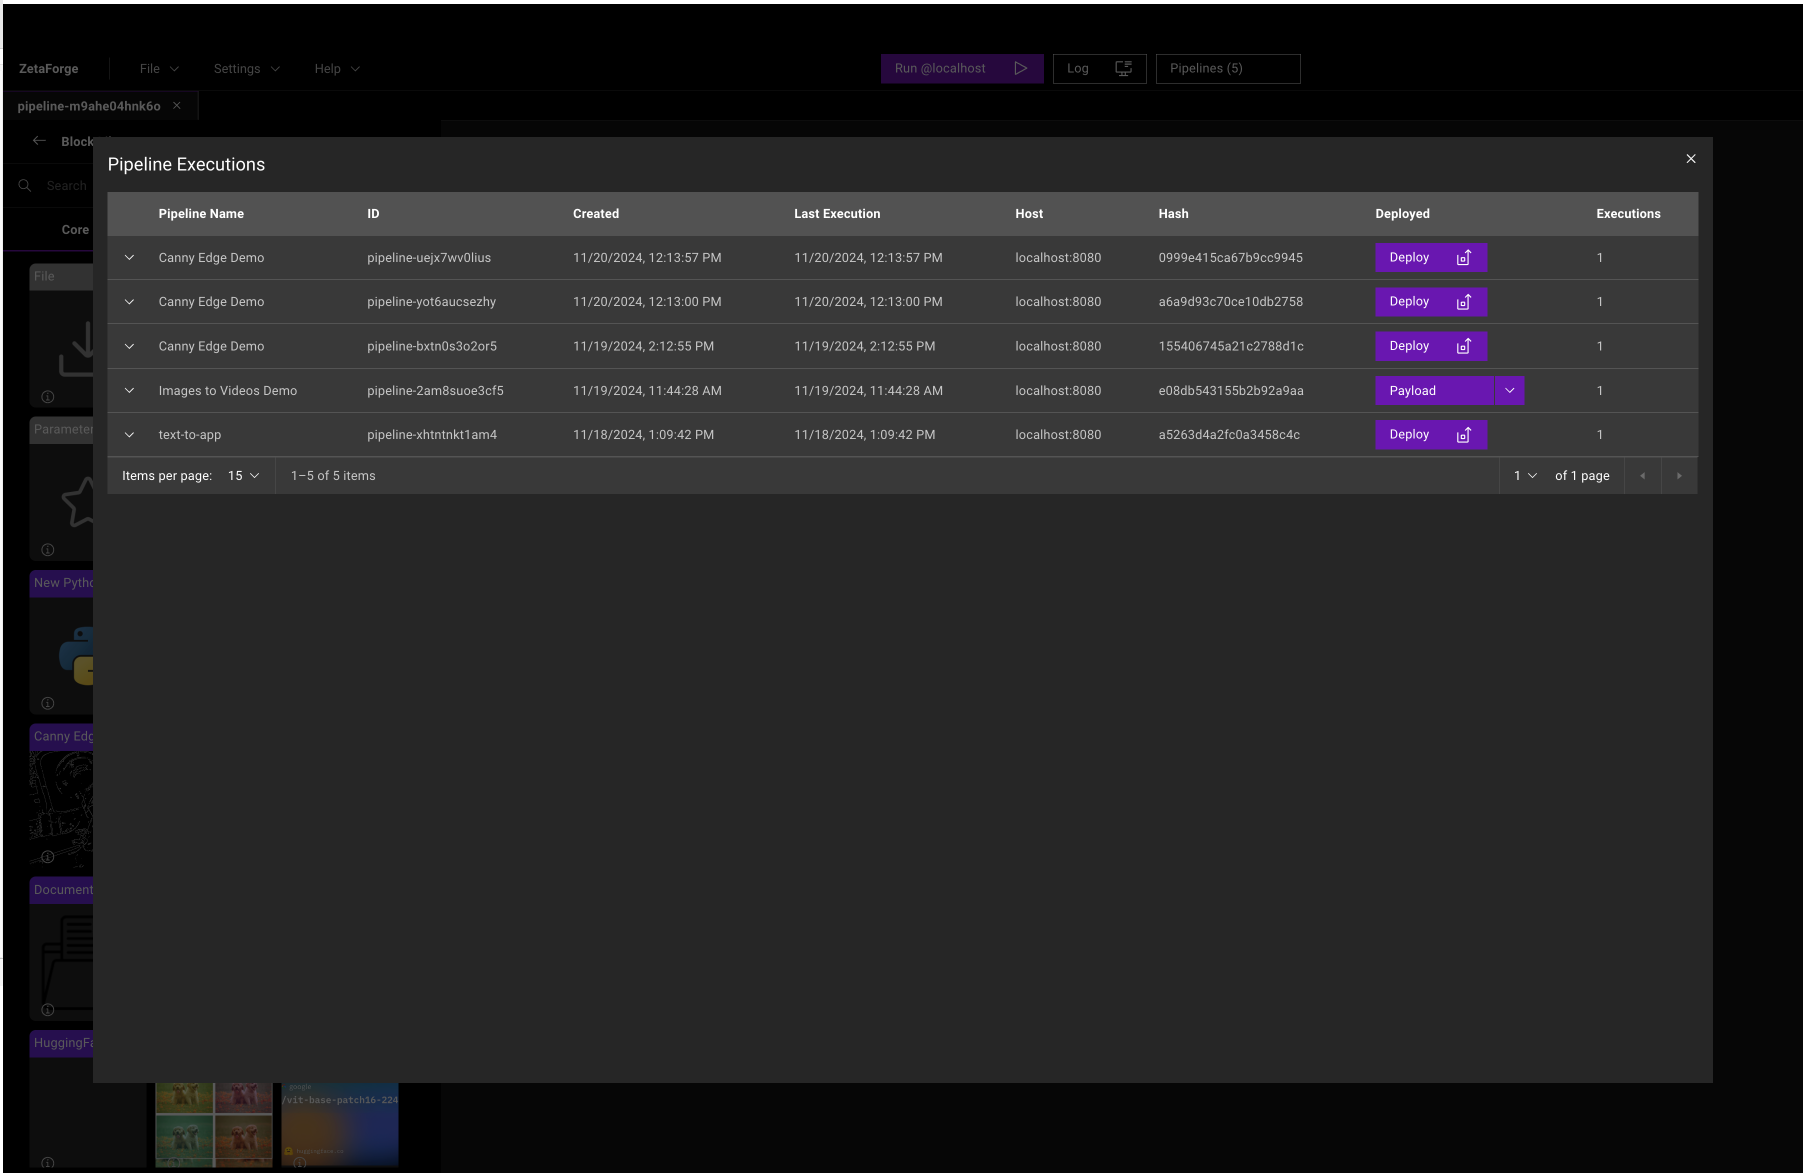 ZetaForge File Settings Help Run @localhost Log Pipelines (5)
pipeline-m9ahe04hnk6o
Block
Pipeline Executions
Search
Pipeline Name ID Created Last Execution Host Hash Deployed Executions
Core
Canny Edge Demo pipeline-uejx7wv0lius 11/20/2024, 12:13:57 PM 11/20/2024, 12:13:57 PM localhost:8080 0999e415ca67b9cc9945 Deploy 1
File
Canny Edge Demo pipeline-yot6aucsezhy 11/20/2024, 12:13:00 PM 11/20/2024, 12:13:00 PM localhost:8080 a6a9d93c70ce10db2758 Deploy 1
Canny Edge Demo pipeline-bxtn0s3o2or5 11/19/2024, 2:12:55 PM 11/19/2024, 2:12:55 PM localhost:8080 155406745a21c2788d1c Deploy 1
Images to Videos Demo pipeline-2am8suoe3cf5 11/19/2024, 11:44:28 AM 11/19/2024, 11:44:28 AM localhost:8080 e08db543155b2b92a9aa Payload 1
Parameter
text-to-app pipeline-xhtntnkt1am4 11/18/2024, 1:09:42 PM 11/18/2024, 1:09:42 PM localhost:8080 a5263d4a2fc0a3458c4c Deploy 1
Items per page: 15 1–5 of 5 items 1 of 1 page
New Pytho
Canny Edg
Document
HuggingFa
google
/vit-base-patch16-224